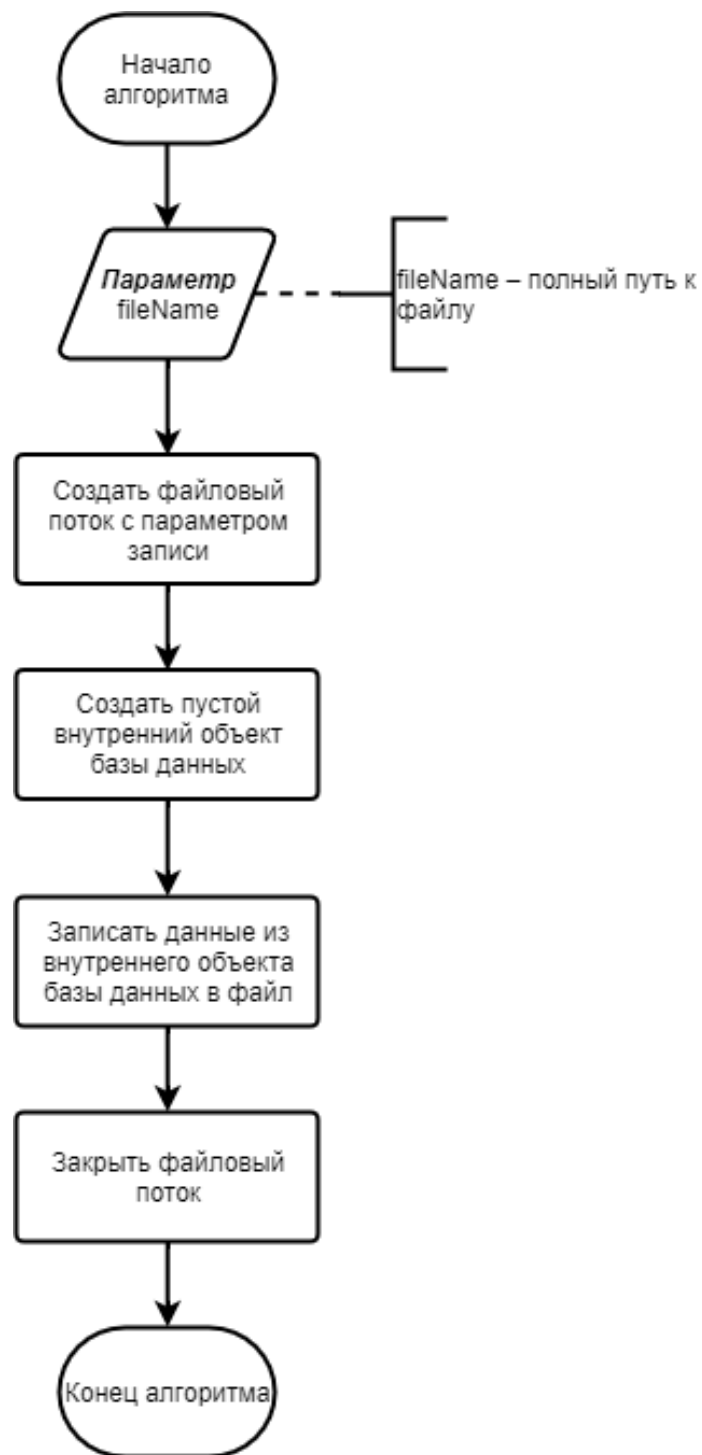 Начало
алгоритма
Параметр
fileName
fileName – полный путь к
файлу
Создать файловый
поток с параметром
записи
Создать пустой
внутренний объект
базы данных
Записать данные из
внутреннего объекта
базы данных в файл
Закрыть файловый
поток
Конец алгоритма